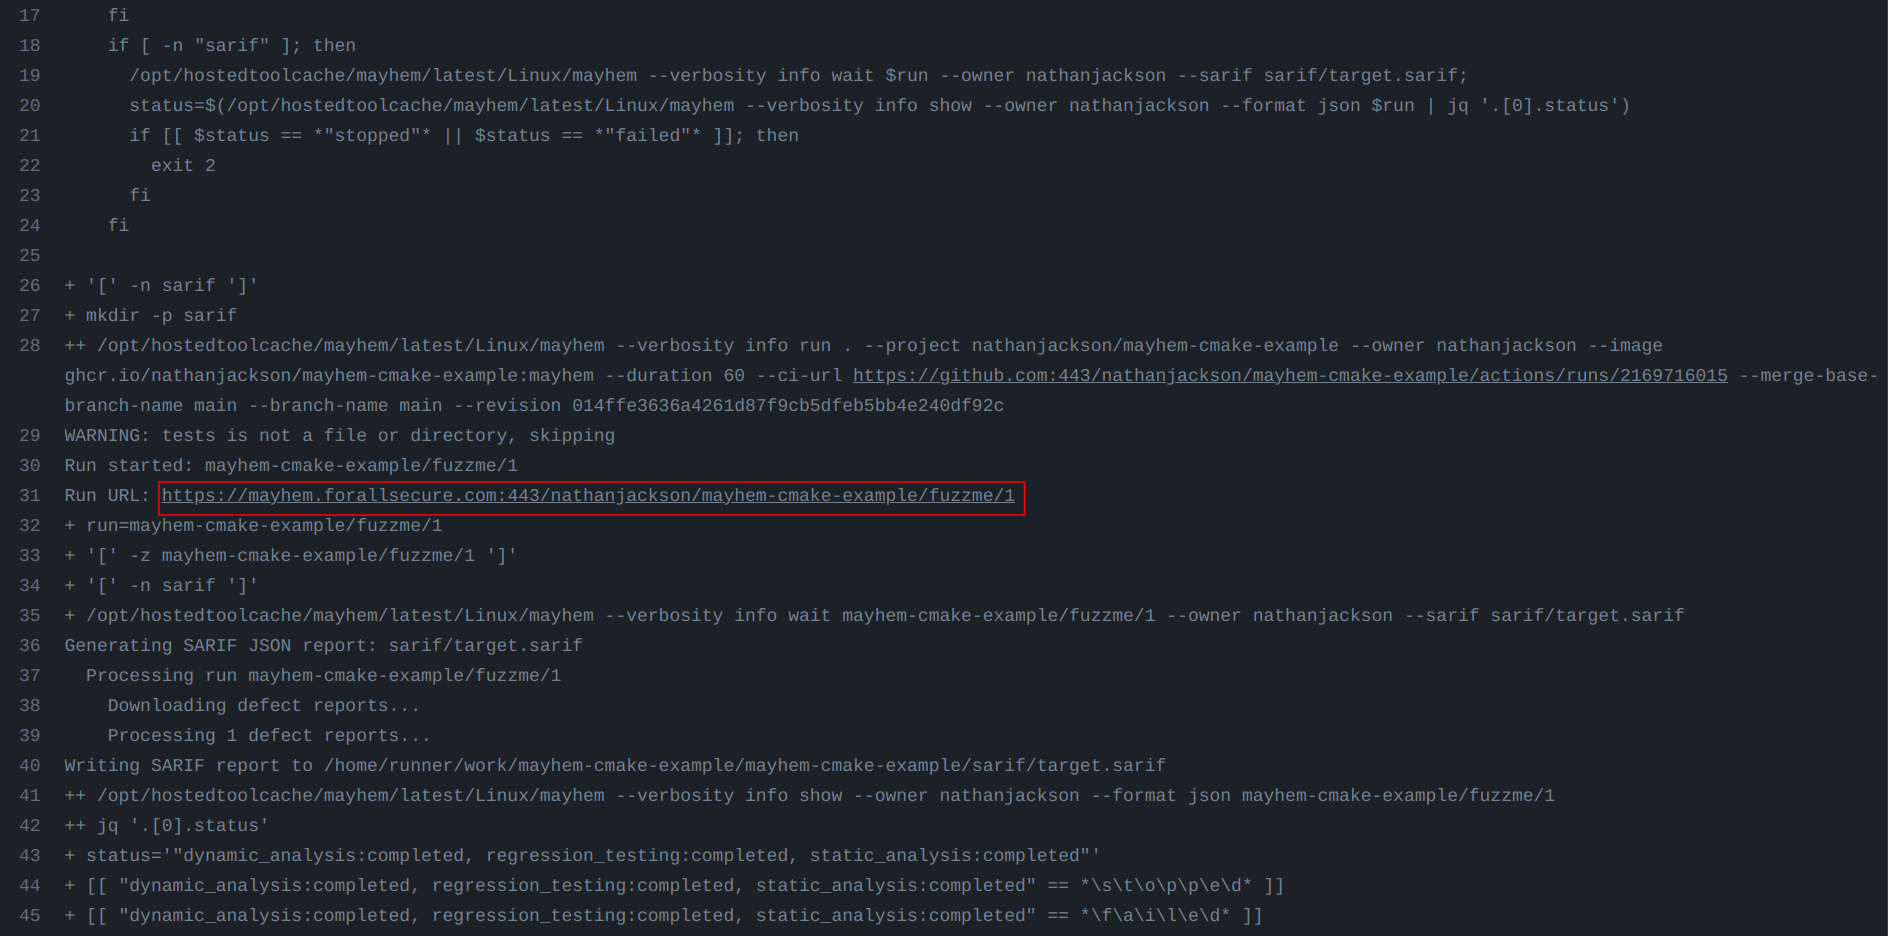 17 fi
18 if [ -n "sarif" ]; then
19 /opt/hostedtoolcache/mayhem/latest/Linux/mayhem --verbosity info wait $run --owner nathanjackson --sarif sarif/target.sarif;
20 status=$(/opt/hostedtoolcache/mayhem/latest/Linux/mayhem --verbosity info show --owner nathanjackson --format json $run | jq '.[0].status')
21 if [[ $status == *"stopped"* || $status == *"failed"* ]]; then
22 exit 2
23 fi
24 fi
25
26 + '[' -n sarif ']'
27 + mkdir -p sarif
28 ++ /opt/hostedtoolcache/mayhem/latest/Linux/mayhem --verbosity info run . --project nathanjackson/mayhem-cmake-example --owner nathanjackson --image
ghcr.io/nathanjackson/mayhem-cmake-example:mayhem --duration 60 --ci-url https://github.com:443/nathanjackson/mayhem-cmake-example/actions/runs/2169716015 --merge-base-
branch-name main --branch-name main --revision 014ffe3636a4261d87f9cb5dfeb5bb4e240df92c
29 WARNING: tests is not a file or directory, skipping
30 Run started: mayhem-cmake-example/fuzzme/1
31 Run URL: https://mayhem.forallsecure.com:443/nathanjackson/mayhem-cmake-example/fuzzme/1
32 + run=mayhem-cmake-example/fuzzme/1
33 + '[' -z mayhem-cmake-example/fuzzme/1 ']'
34 + '[' -n sarif ']'
35 + /opt/hostedtoolcache/mayhem/latest/Linux/mayhem --verbosity info wait mayhem-cmake-example/fuzzme/1 --owner nathanjackson --sarif sarif/target.sarif
36 Generating SARIF JSON report: sarif/target.sarif
37 Processing run mayhem-cmake-example/fuzzme/1
38 Downloading defect reports...
39 Processing 1 defect reports...
40 Writing SARIF report to /home/runner/work/mayhem-cmake-example/mayhem-cmake-example/sarif/target.sarif
41 ++ /opt/hostedtoolcache/mayhem/latest/Linux/mayhem --verbosity info show --owner nathanjackson --format json mayhem-cmake-example/fuzzme/1
42 ++ jq '.[0].status'
43 + status='"dynamic_analysis:completed, regression_testing:completed, static_analysis:completed"'
44 + [[ "dynamic_analysis:completed, regression_testing:completed, static_analysis:completed" == *\s\t\o\p\p\e\d* ]]
45 + [[ "dynamic_analysis:completed, regression_testing:completed, static_analysis:completed" == *\f\a\i\l\e\d* ]]